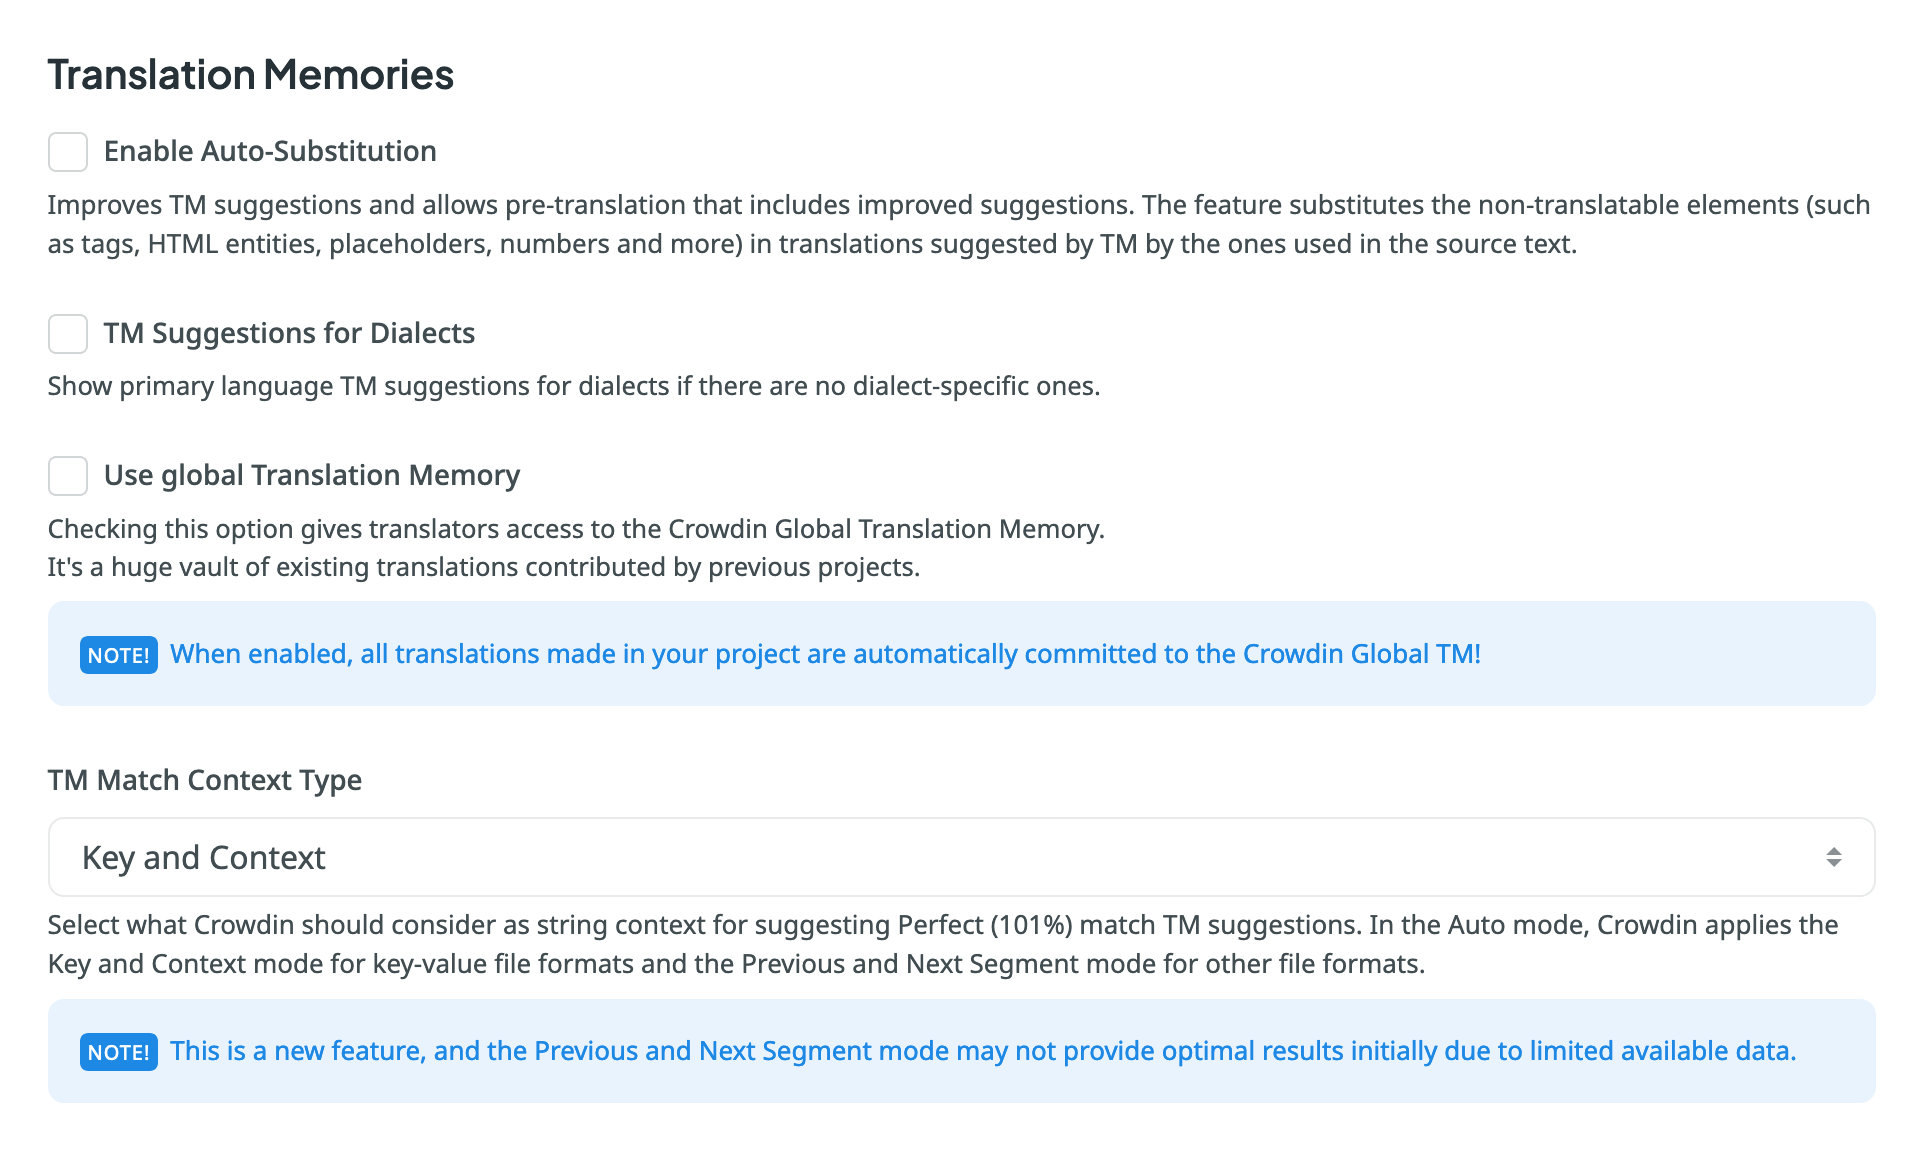 Translation Memories
Enable Auto-Substitution
Improves TM suggestions and allows pre-translation that includes improved suggestions. The feature substitutes the non-translatable elements (such
as tags, HTML entities, placeholders, numbers and more) in translations suggested by TM by the ones used in the source text.
TM Suggestions for Dialects
Show primary language TM suggestions for dialects if there are no dialect-specific ones.
Use global Translation Memory
Checking this option gives translators access to the Crowdin Global Translation Memory.
It's a huge vault of existing translations contributed by previous projects.
NOTE! When enabled, all translations made in your project are automatically committed to the Crowdin Global TM!
TM Match Context Type
Key and Context
Select what Crowdin should consider as string context for suggesting Perfect (101%) match TM suggestions. In the Auto mode, Crowdin applies the
Key and Context mode for key-value file formats and the Previous and Next Segment mode for other file formats.
NOTE! This is a new feature, and the Previous and Next Segment mode may not provide optimal results initially due to limited available data.